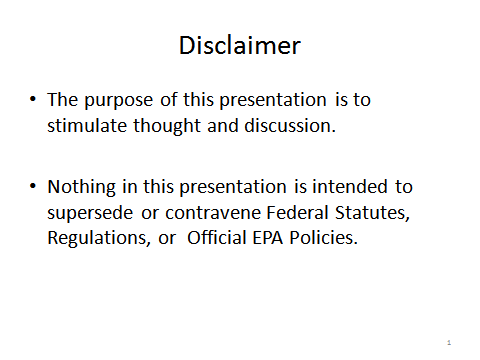 Disclaimer
• The purpose of this presentation is to
stimulate thought and discussion.
• Nothing in this presentation is intended to
supersede or contravene Federal Statutes,
Regulations, or  Official EPA Policies.
1